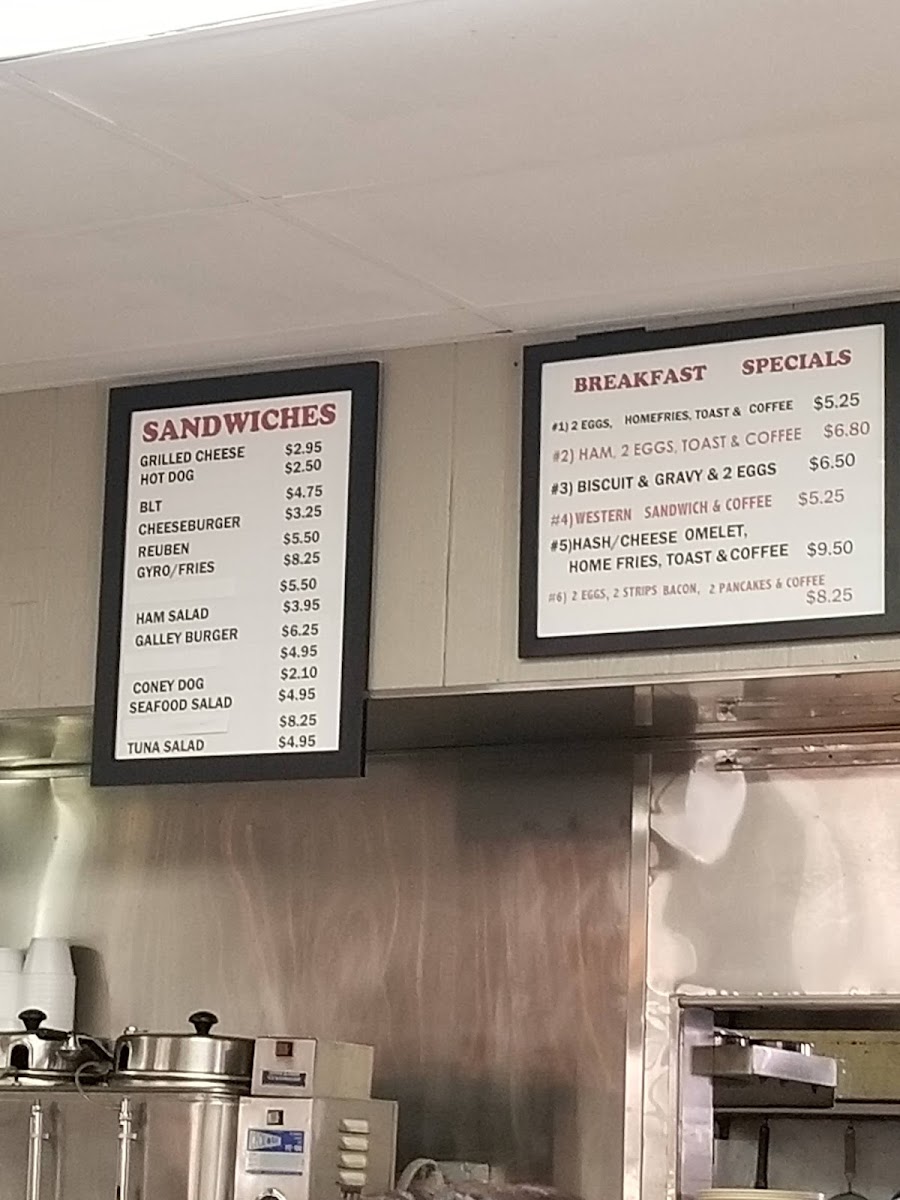 SANDWICHES
GRILLED CHEESE $2.95
HOT DOG $2.50
BLT $4.75
CHEESEBURGER $3.25
REUBEN $5.50
GYRO/FRIES $8.25
$5.50
HAM SALAD $3.95
GALLEY BURGER $6.25
$4.95
CONEY DOG $2.10
SEAFOOD SALAD $4.95
$8.25
TUNA SALAD $4.95
BREAKFAST SPECIALS
#1) 2 EGGS, HOMEFRIES, TOAST & COFFEE $5.25
#2) HAM, 2 EGGS, TOAST & COFFEE $6.80
#3) BISCUIT & GRAVY & 2 EGGS $6.50
#4) WESTERN SANDWICH & COFFEE $5.25
#5)HASH/CHEESE OMELET,
HOME FRIES, TOAST & COFFEE $9.50
#6) 2 EGGS, 2 STRIPS BACON, 2 PANCAKES & COFFEE
$8.25